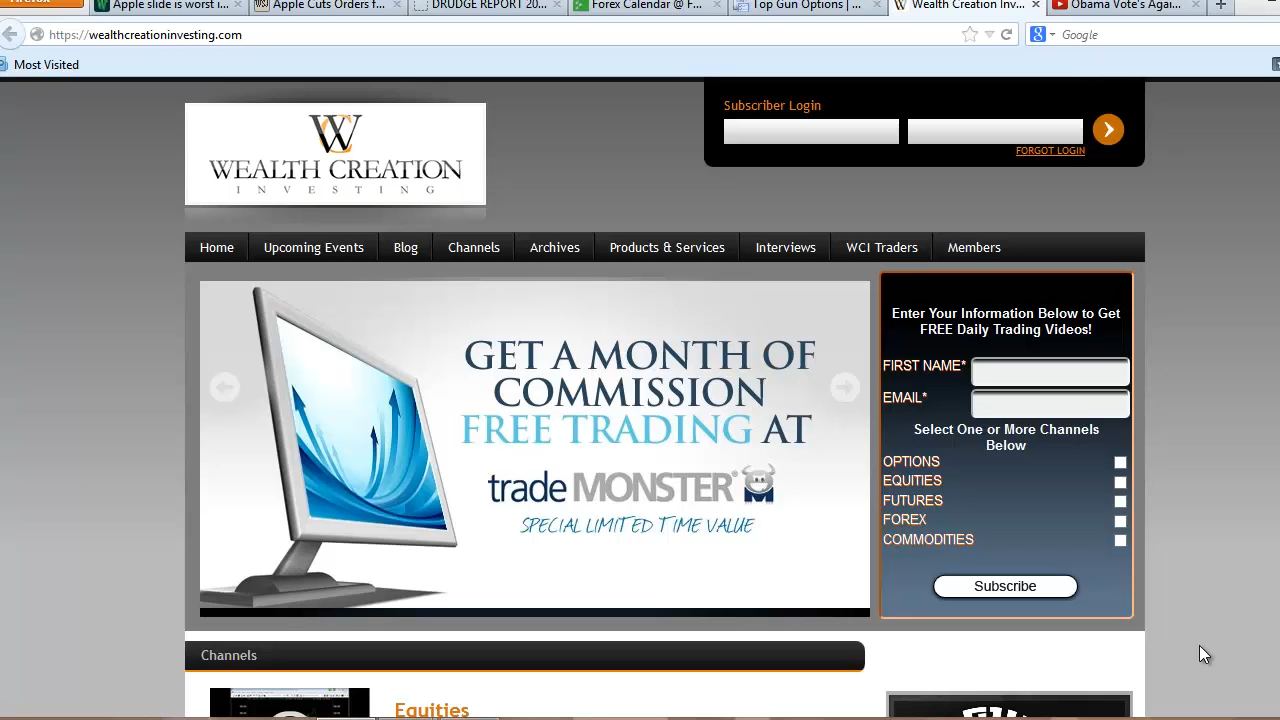 Apple slide is worst i...
Apple Cuts Orders f...
DRUDGE REPORT 20...
Forex Calendar @ F...
Top Gun Options | ...
Wealth Creation Inv...
Obama Vote's Agai...
https://wealthcreationinvesting.com
Google
Most Visited
Subscriber Login
FORGOT LOGIN
WC
WEALTH CREATION
INVESTING
Home
Upcoming Events
Blog
Channels
Archives
Products & Services
Interviews
WCI Traders
Members
GET A MONTH OF
COMMISSION
FREE TRADING AT
trade MONSTER®
SPECIAL LIMITED TIME VALUE
Enter Your Information Below to Get
FREE Daily Trading Videos!
FIRST NAME*
EMAIL*
Select One or More Channels
Below
OPTIONS
EQUITIES
FUTURES
FOREX
COMMODITIES
Subscribe
Channels
Equities